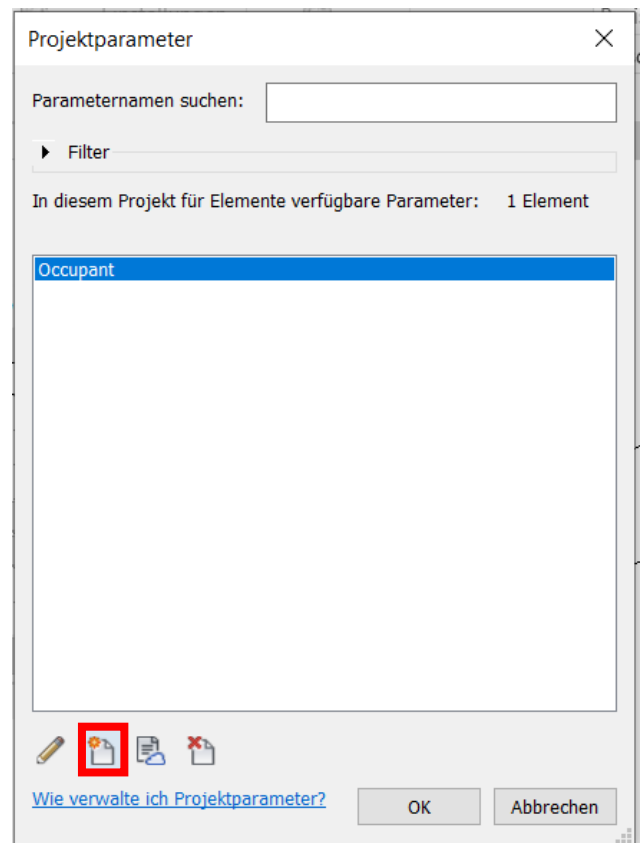 Projektparameter
Parameternamen suchen:
Filter
In diesem Projekt für Elemente verfügbare Parameter: 1 Element
Occupant
Wie verwalte ich Projektparameter?
OK
Abbrechen